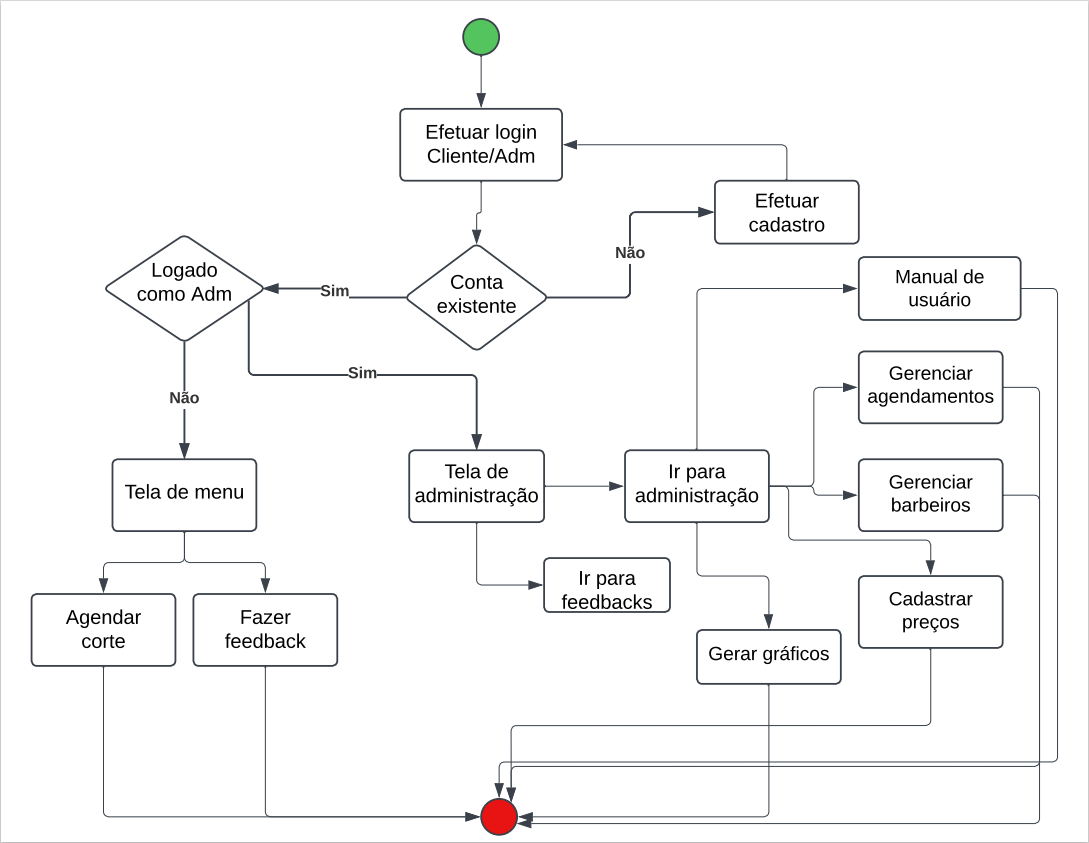 Efetuar login
Cliente/Adm
Efetuar
cadastro
Não
Logado
como Adm
Sim
Conta
existente
Manual de
usuário
Sim
Gerenciar
agendamentos
Não
Tela de menu
Tela de
administração
Ir para
administração
Gerenciar
barbeiros
Ir para
feedbacks
Agendar
corte
Fazer
feedback
Cadastrar
preços
Gerar gráficos